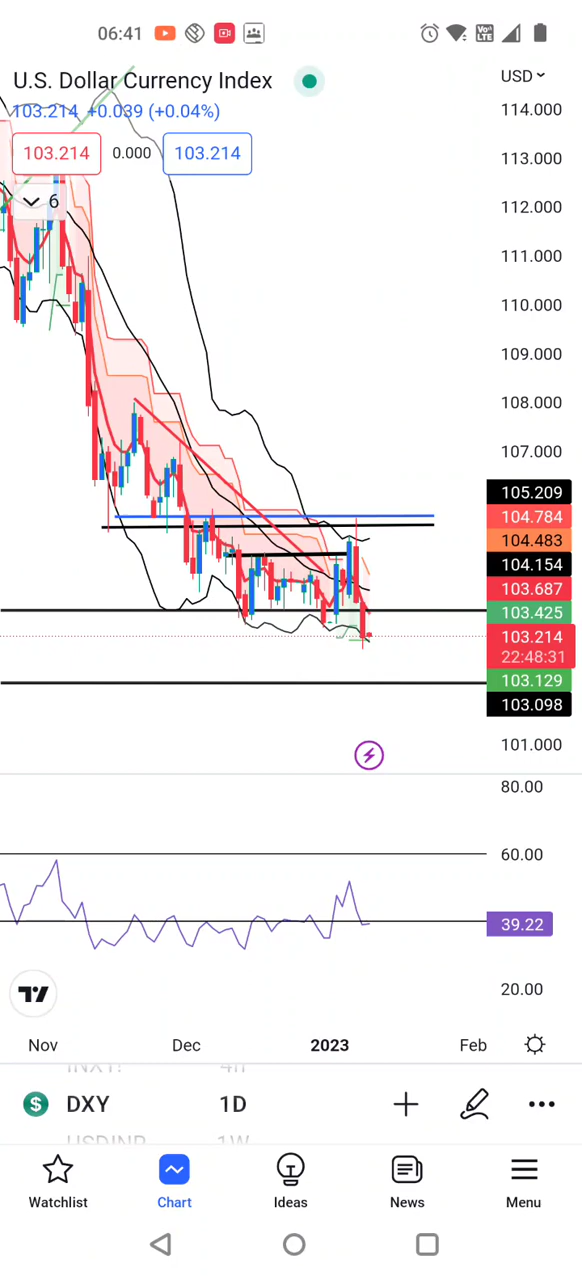 06:41
Vo)) LTE
U.S. Dollar Currency Index
USD
103.214 +0.039 (+0.04%)
103.214 0.000 103.214
6
114.000
113.000
112.000
111.000
110.000
109.000
108.000
107.000
105.209
104.784
104.483
104.154
103.687
103.425
103.214
22:48:31
103.129
103.098
101.000
80.00
60.00
39.22
20.00
Nov Dec 2023 Feb
$ DXY 1D
USDINR 1W
Watchlist Chart Ideas News Menu